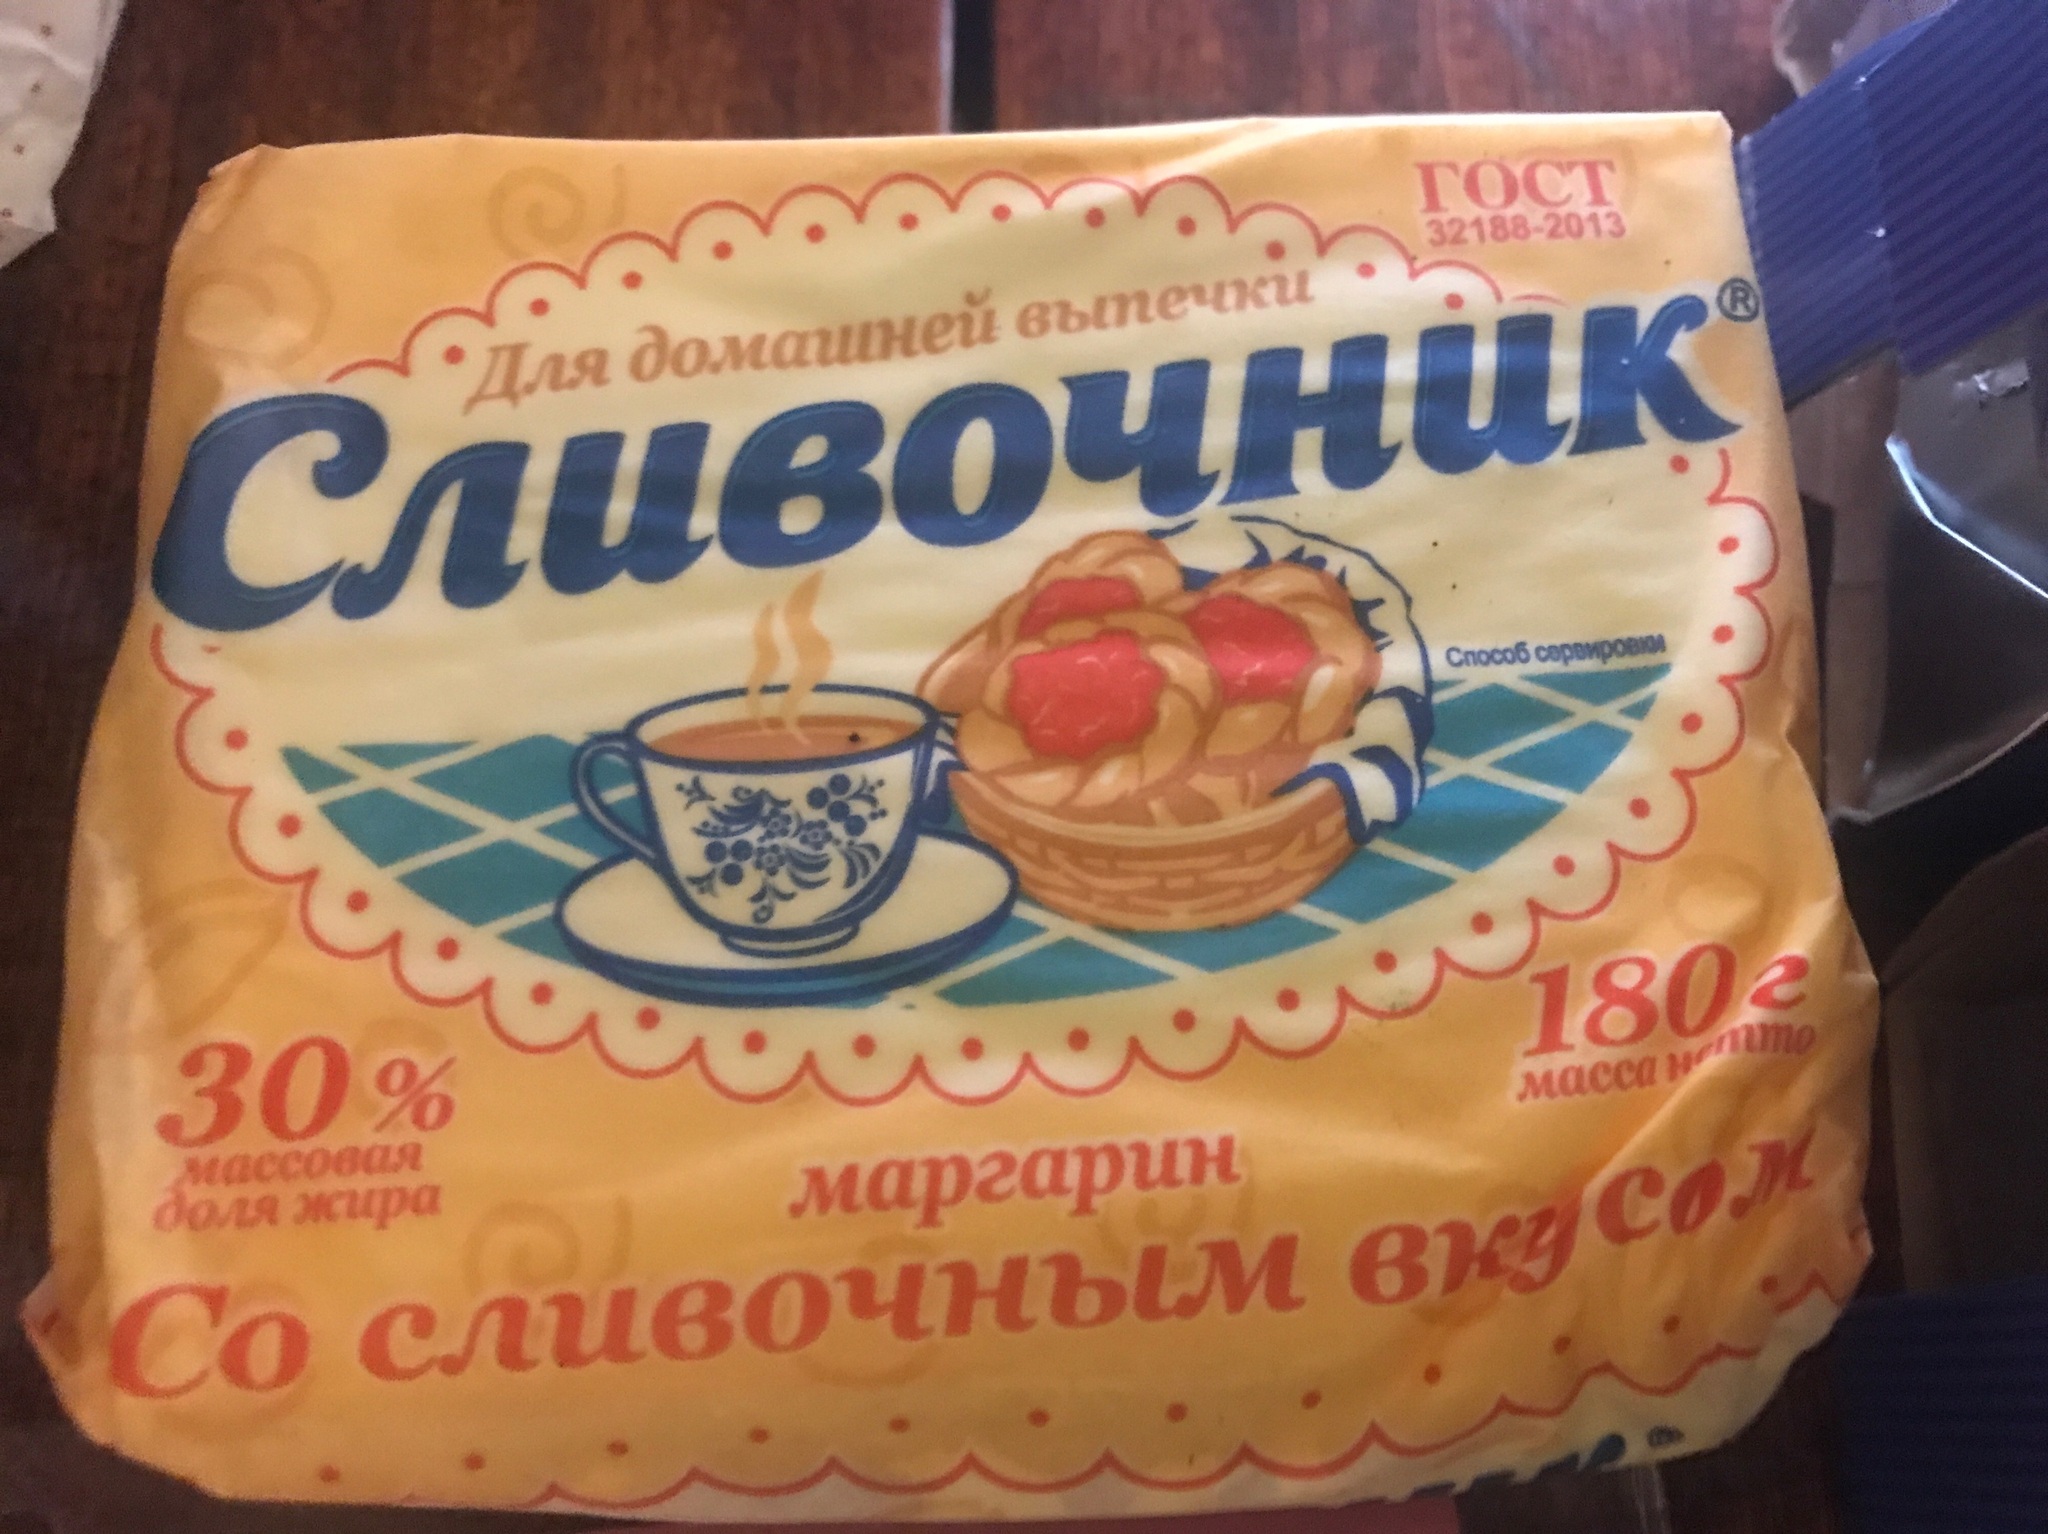 ГОСТ
32188-2013
Для домашней выпечки
Сливочник®
Способ сервировки
180 г
масса нетто
30 %
массовая
доля жира
маргарин
Со сливочным вкусом